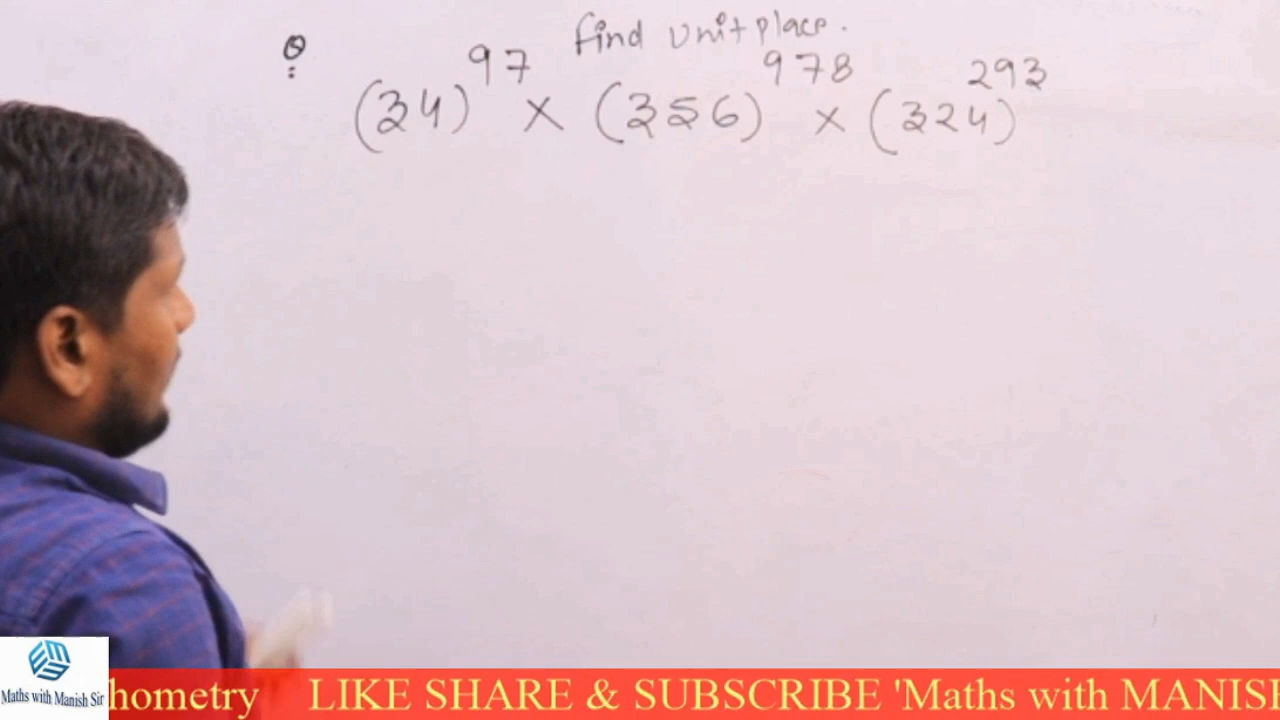 Q Find Unit place.
(34)^97 × (356)^978 × (324)^293
Maths with Manish Sir
hometry LIKE SHARE & SUBSCRIBE 'Maths with MANISH